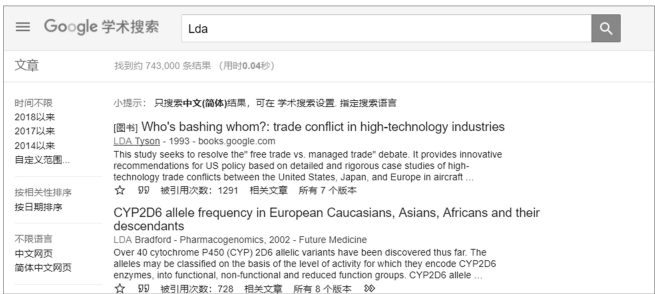 Google 学术搜索
Lda
文章
找到约 743,000 条结果 （用时0.04秒）
时间不限
2018以来
2017以来
2014以来
自定义范围...
按相关性排序
按日期排序
不限语言
中文网页
简体中文网页
小提示： 只搜索中文(简体)结果，可在 学术搜索设置. 指定搜索语言
[图书] Who's bashing whom?: trade conflict in high-technology industries
LDA Tyson - 1993 - books.google.com
This study seeks to resolve the" free trade vs. managed trade" debate. It provides innovative
recommendations for US policy based on detailed and rigorous case studies of high-
technology trade conflicts between the United States, Japan, and Europe in aircraft ...
被引用次数：1291 相关文章 所有 7 个版本
CYP2D6 allele frequency in European Caucasians, Asians, Africans and their
descendants
LDA Bradford - Pharmacogenomics, 2002 - Future Medicine
Over 40 cytochrome P450 (CYP) 2D6 allelic variants have been discovered thus far. The
alleles may be classified on the basis of the level of activity for which they encode CYP2D6
enzymes, into functional, non-functional and reduced function groups. CYP2D6 allele ...
被引用次数：728 相关文章 所有 8 个版本